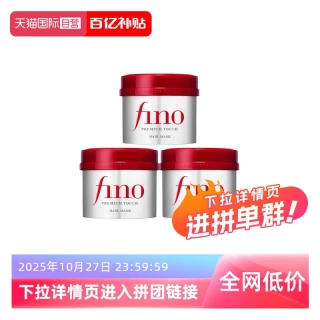 天猫国际 自营 百亿补贴
fino
PREMIUM TOUCH
HAIR MASK
fino
PREMIUM TOUCH
HAIR MASK
fino
PREMIUM TOUCH
HAIR MASK
下拉详情页
进拼单群!
2025年10月27日 23:59:59
下拉详情页进入拼团链接
全网低价